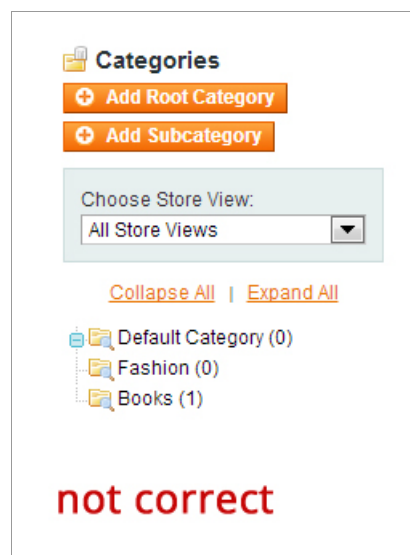 Categories
Add Root Category
Add Subcategory
Choose Store View:
All Store Views
Collapse All | Expand All
Default Category (0)
Fashion (0)
Books (1)
not correct